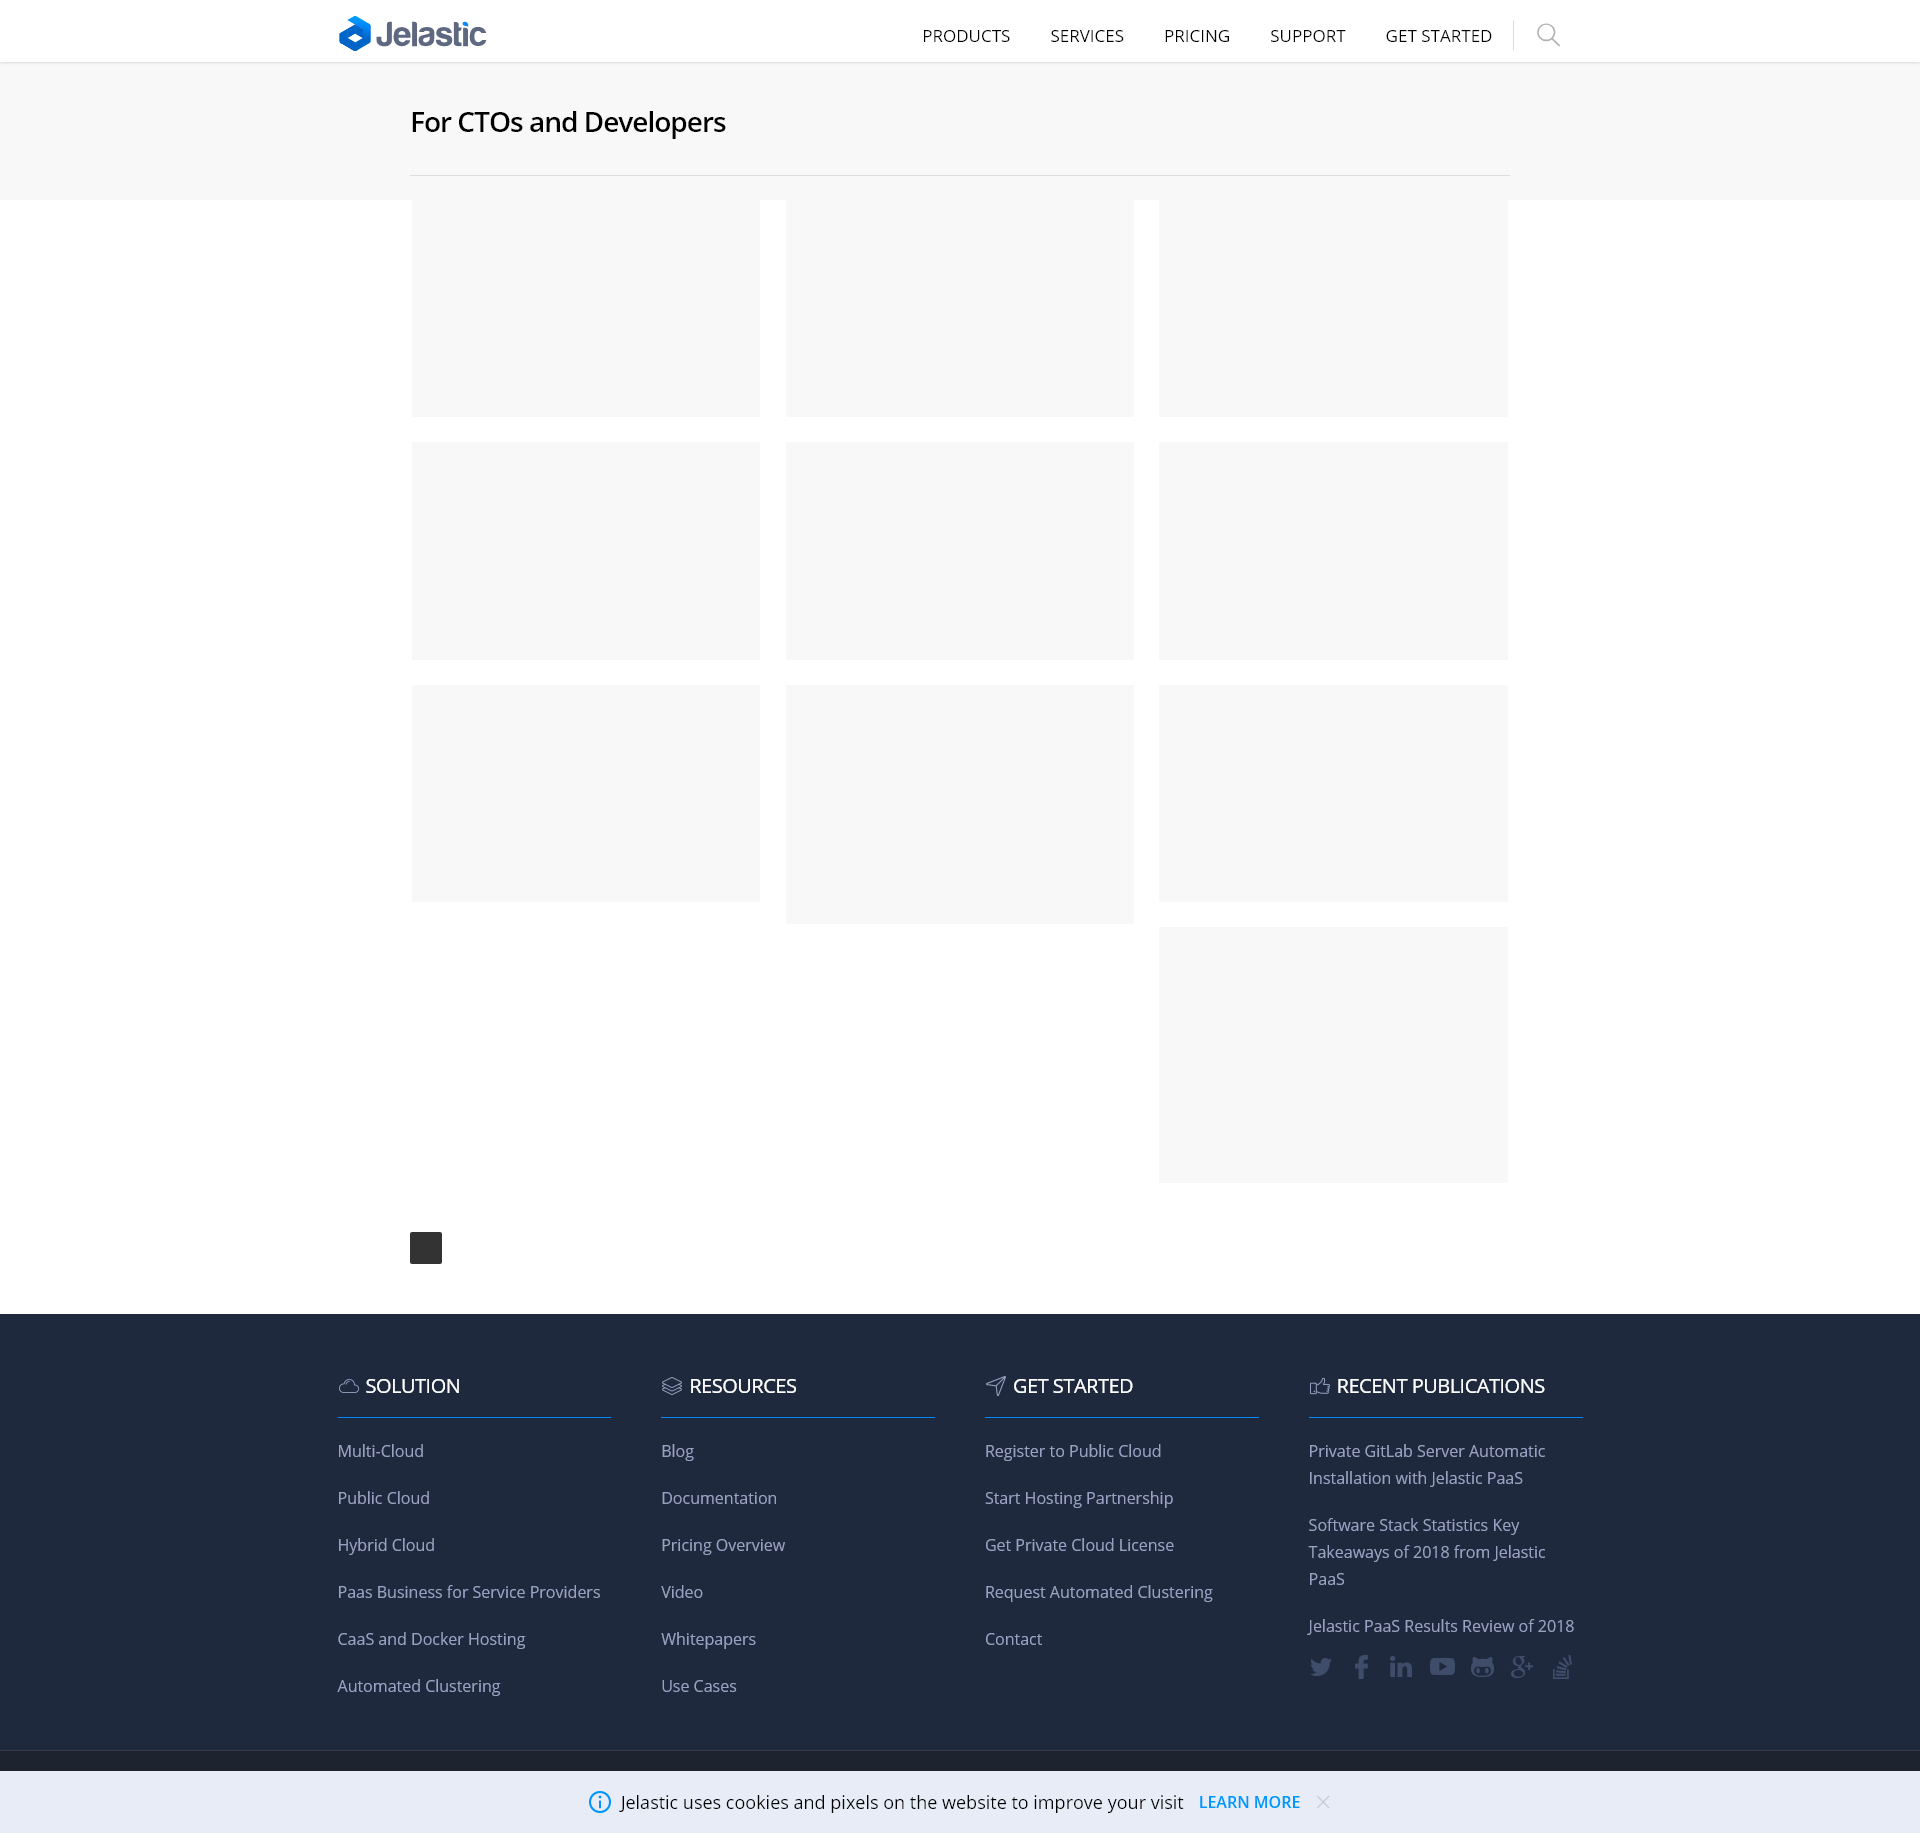 Jelastic
PRODUCTS
SERVICES
PRICING
SUPPORT
GET STARTED
For CTOs and Developers
SOLUTION
Multi-Cloud
Public Cloud
Hybrid Cloud
Paas Business for Service Providers
CaaS and Docker Hosting
Automated Clustering
RESOURCES
Blog
Documentation
Pricing Overview
Video
Whitepapers
Use Cases
GET STARTED
Register to Public Cloud
Start Hosting Partnership
Get Private Cloud License
Request Automated Clustering
Contact
RECENT PUBLICATIONS
Private GitLab Server Automatic
Installation with Jelastic PaaS
Software Stack Statistics Key
Takeaways of 2018 from Jelastic
PaaS
Jelastic PaaS Results Review of 2018
Jelastic uses cookies and pixels on the website to improve your visit LEARN MORE